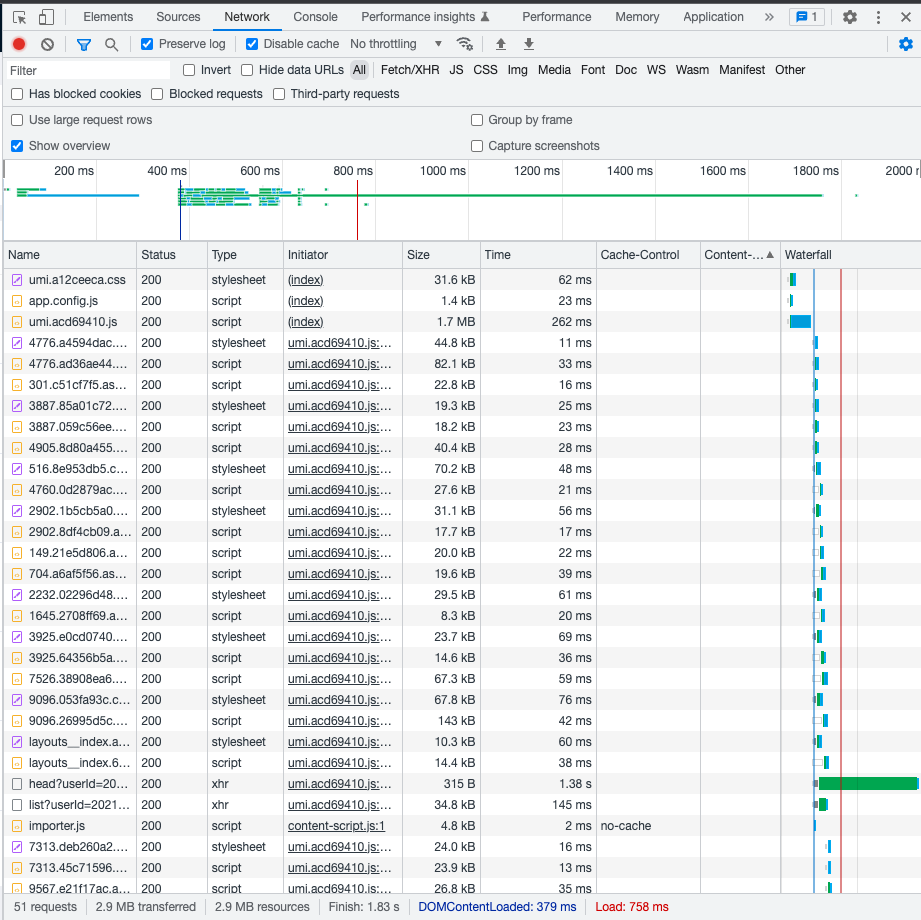 Elements Sources Network Console Performance insights Performance Memory Application » 1
Preserve log Disable cache No throttling
Filter Invert Hide data URLs All Fetch/XHR JS CSS Img Media Font Doc WS Wasm Manifest Other
Has blocked cookies Blocked requests Third-party requests
Use large request rows Group by frame
Show overview Capture screenshots
200 ms 400 ms 600 ms 800 ms 1000 ms 1200 ms 1400 ms 1600 ms 1800 ms 2000
Name Status Type Initiator Size Time Cache-Control Content-... Waterfall
umi.a12ceeca.css 200 stylesheet (index) 31.6 kB 62 ms
app.config.js 200 script (index) 1.4 kB 23 ms
umi.acd69410.js 200 script (index) 1.7 MB 262 ms
4776.a4594dac.... 200 stylesheet umi.acd69410.js:... 44.8 kB 11 ms
4776.ad36ae44.... 200 script umi.acd69410.js:... 82.1 kB 33 ms
301.c51cf7f5.as... 200 script umi.acd69410.js:... 22.8 kB 16 ms
3887.85a01c72.... 200 stylesheet umi.acd69410.js:... 19.3 kB 25 ms
3887.059c56ee.... 200 script umi.acd69410.js:... 18.2 kB 23 ms
4905.8d80a455.... 200 script umi.acd69410.js:... 40.4 kB 28 ms
516.8e953db5.c... 200 stylesheet umi.acd69410.js:... 70.2 kB 48 ms
4760.0d2879ac.... 200 script umi.acd69410.js:... 27.6 kB 21 ms
2902.1b5cb5a0.... 200 stylesheet umi.acd69410.js:... 31.1 kB 56 ms
2902.8df4cb09.a... 200 script umi.acd69410.js:... 17.7 kB 17 ms
149.21e5d806.a... 200 script umi.acd69410.js:... 20.0 kB 22 ms
704.a6af5f56.as... 200 script umi.acd69410.js:... 19.6 kB 39 ms
2232.02296d48.... 200 stylesheet umi.acd69410.js:... 29.5 kB 61 ms
1645.2708ff69.a... 200 script umi.acd69410.js:... 8.3 kB 20 ms
3925.e0cd0740.... 200 stylesheet umi.acd69410.js:... 23.7 kB 69 ms
3925.64356b5a.... 200 script umi.acd69410.js:... 14.6 kB 36 ms
7526.38908ea6.... 200 script umi.acd69410.js:... 67.3 kB 59 ms
9096.053fa93c.c... 200 stylesheet umi.acd69410.js:... 67.8 kB 76 ms
9096.26995d5c.... 200 script umi.acd69410.js:... 143 kB 42 ms
layouts__index.a... 200 stylesheet umi.acd69410.js:... 10.3 kB 60 ms
layouts__index.6... 200 script umi.acd69410.js:... 14.4 kB 38 ms
head?userId=20... 200 xhr umi.acd69410.js:... 315 B 1.38 s
list?userId=2021... 200 xhr umi.acd69410.js:... 34.8 kB 145 ms
importer.js 200 script content-script.js:1 4.8 kB 2 ms no-cache
7313.deb260a2.... 200 stylesheet umi.acd69410.js:... 24.0 kB 16 ms
7313.45c71596.... 200 script umi.acd69410.js:... 23.9 kB 13 ms
9567.e21f17ac.a... 200 script umi.acd69410.js:... 26.8 kB 35 ms
51 requests 2.9 MB transferred 2.9 MB resources Finish: 1.83 s DOMContentLoaded: 379 ms Load: 758 ms